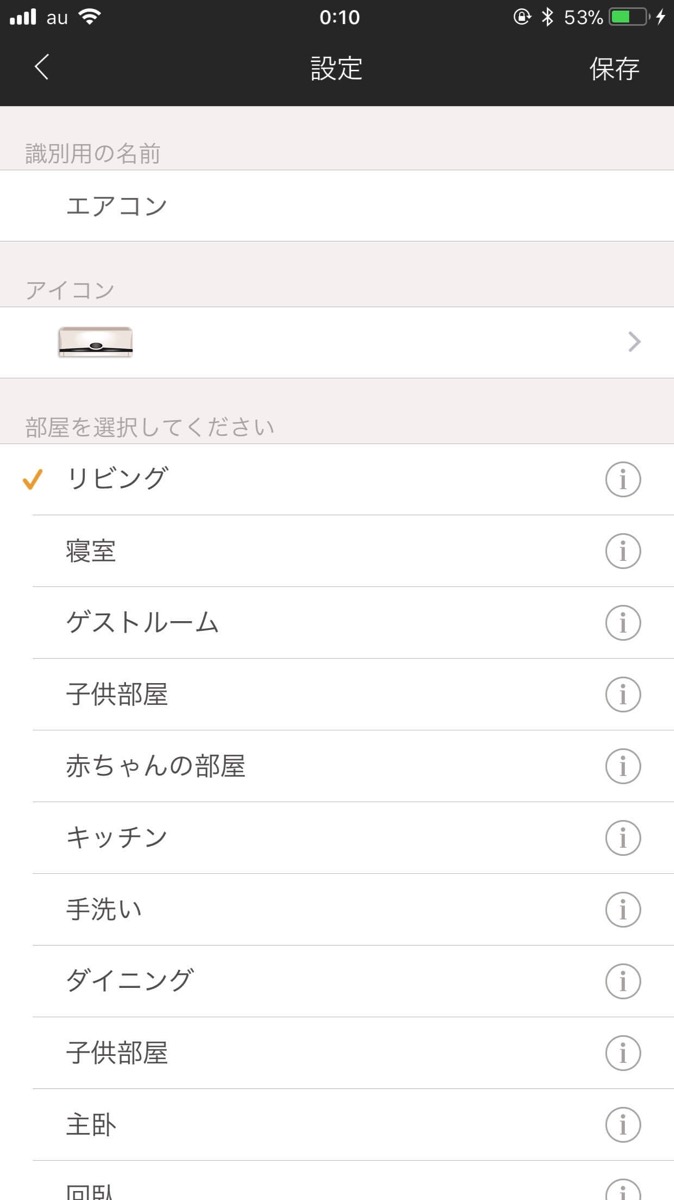 au 0:10 53%
設定 保存
識別用の名前
エアコン
アイコン
部屋を選択してください
リビング
寝室
ゲストルーム
子供部屋
赤ちゃんの部屋
キッチン
手洗い
ダイニング
子供部屋
主卧